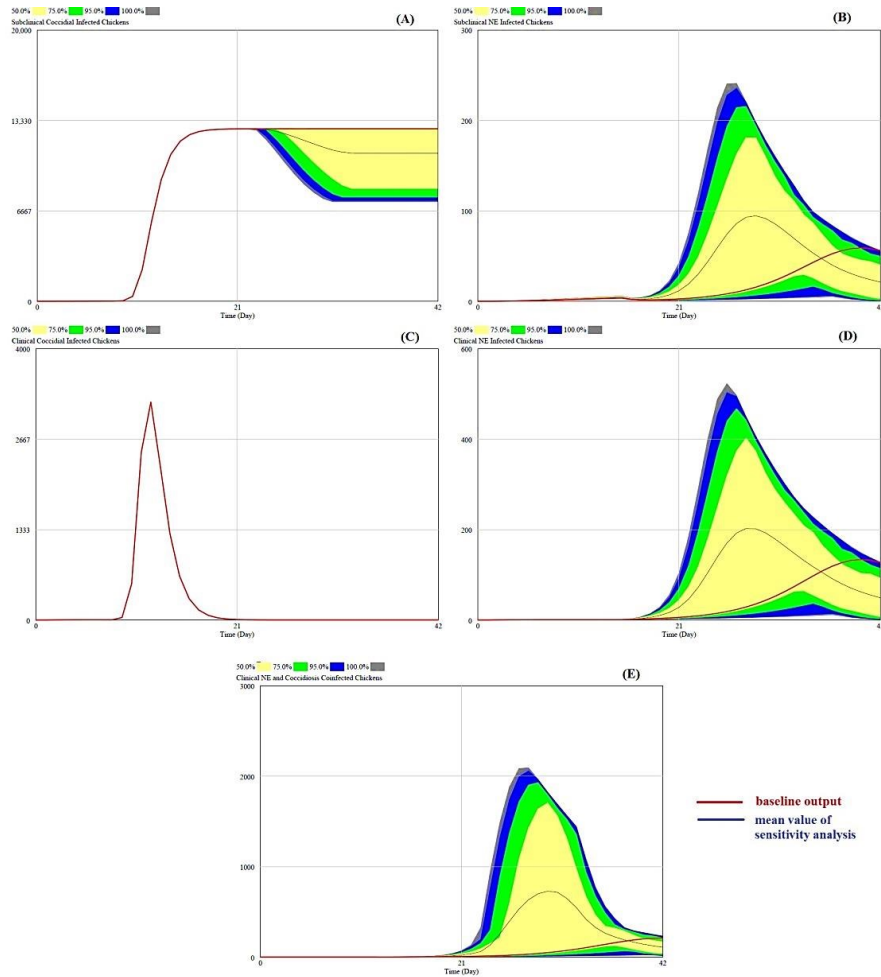 50.0% 75.0% 95.0% 100.0%
Subclinical Coccidial Infected Chickens
(A)
20,000
13,330
6667
0
0 21 42
Time (Day)
50.0% 75.0% 95.0% 100.0%
Subclinical NE Infected Chickens
(B)
300
200
100
0
0 21 4
Time (Day)
50.0% 75.0% 95.0% 100.0%
Clinical Coccidial Infected Chickens
(C)
4000
2667
1333
0
0 21 42
Time (Day)
50.0% 75.0% 95.0% 100.0%
Clinical NE Infected Chickens
(D)
600
400
200
0
0 21 4
Time (Day)
50.0% 75.0% 95.0% 100.0%
Clinical NE and Coccidiosis Coinfected Chickens
(E)
3000
2000
1000
0
0 21 42
Time (Day)
baseline output
mean value of
sensitivity analysis